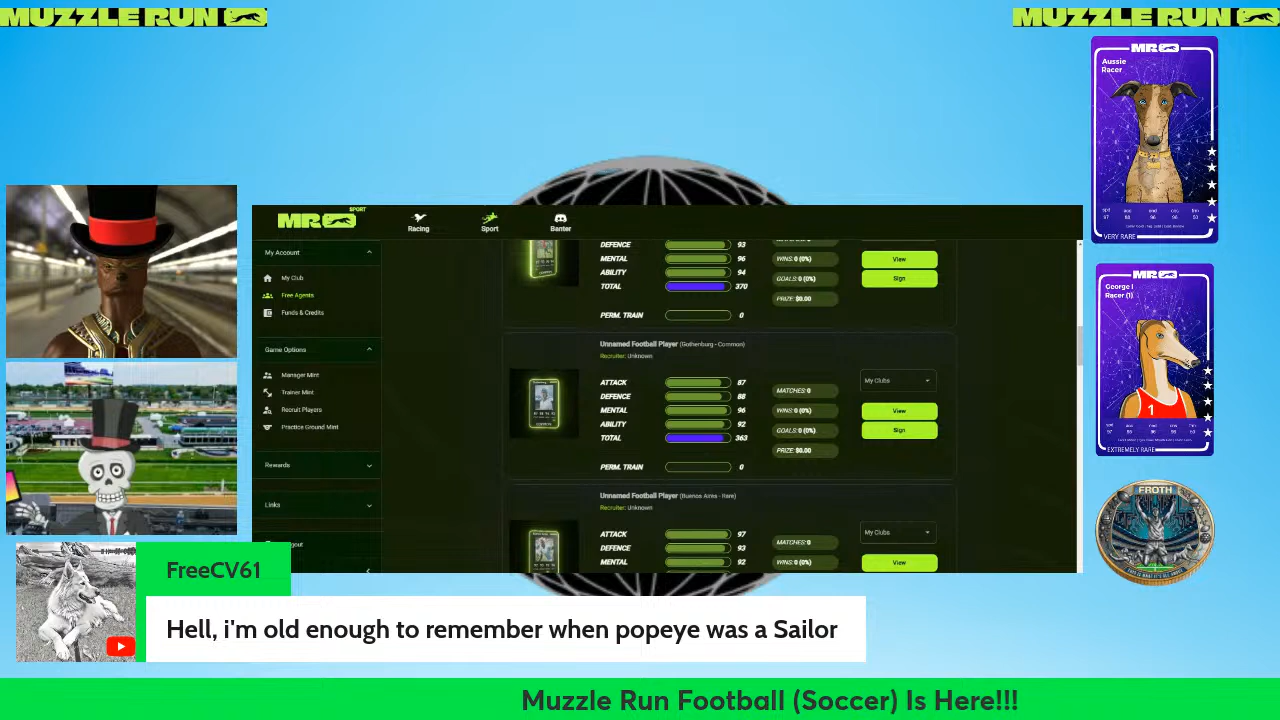 MUZZLE RUN
MUZZLE RUN
MR
Aussie
Racer
VERY RARE
MR
George I
Racer (1)
1
EXTREMELY RARE
FROTH
MR SPORT
Racing
Sport
Banter
My Account
My Club
Free Agents
Funds & Credits
Game Options
Manager Mint
Trainer Mint
Recruit Players
Practice Ground Mint
Rewards
Links
DEFENCE 93
MENTAL 96
ABILITY 94
TOTAL 370
PERM. TRAIN 0
WINS: 0 (0%)
GOALS: 0 (0%)
PRIZE: $0.00
View
Sign
Unnamed Football Player (Gothenburg - Common)
Recruiter: Unknown
ATTACK 87
DEFENCE 88
MENTAL 96
ABILITY 92
TOTAL 363
PERM. TRAIN 0
MATCHES: 0
WINS: 0 (0%)
GOALS: 0 (0%)
PRIZE: $0.00
My Clubs
View
Sign
Unnamed Football Player (Buenos Aires - Rare)
Recruiter: Unknown
ATTACK 97
DEFENCE 93
MENTAL 92
MATCHES: 0
WINS: 0 (0%)
My Clubs
View
FreeCV61
Hell, i'm old enough to remember when popeye was a Sailor
Muzzle Run Football (Soccer) Is Here!!!